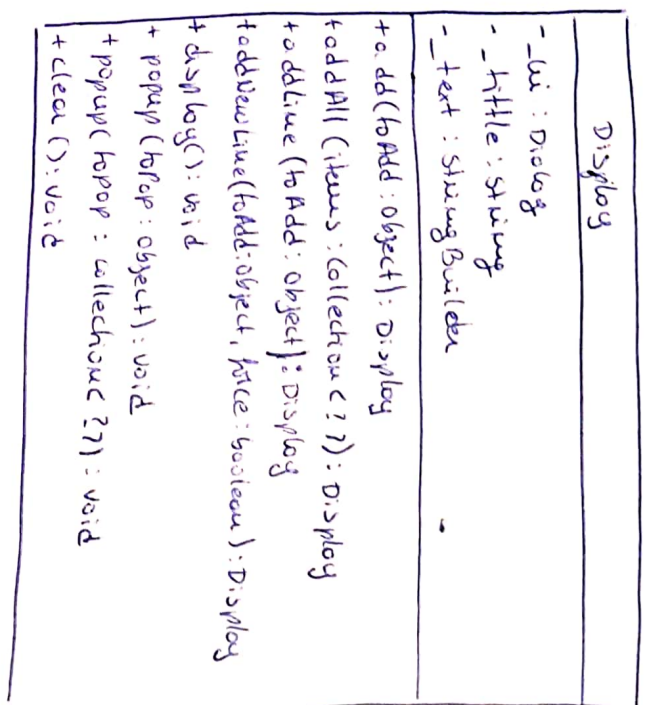 Display
- _ui : Dialog
- _tittle : String
- _text : StringBuilder
+ add (toAdd : Object) : Display
+ addAll (items : Collection<?>) : Display
+ addLine (toAdd : Object) : Display
+ addNewLine (toAdd : Object, force : boolean) : Display
+ display() : void
+ popup (toPop : Object) : void
+ popup (toPop : Collection<?>) : void
+ clear () : void